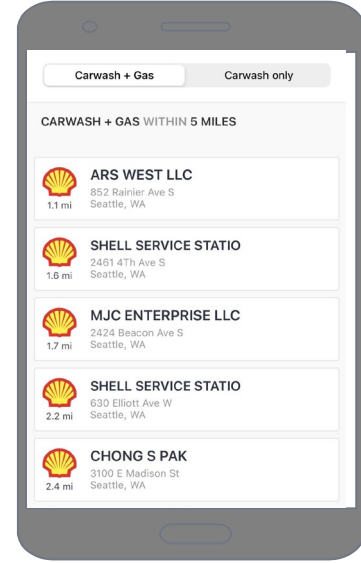 Carwash + Gas
Carwash only
CARWASH + GAS WITHIN 5 MILES
ARS WEST LLC
852 Rainier Ave S
1.1 mi
Seattle, WA
SHELL SERVICE STATIO
2461 4Th Ave S
1.6 mi
Seattle, WA
MJC ENTERPRISE LLC
2424 Beacon Ave S
1.7 mi
Seattle, WA
SHELL SERVICE STATIO
630 Elliott Ave W
2.2 mi
Seattle, WA
CHONG S PAK
3100 E Madison St
2.4 mi
Seattle, WA